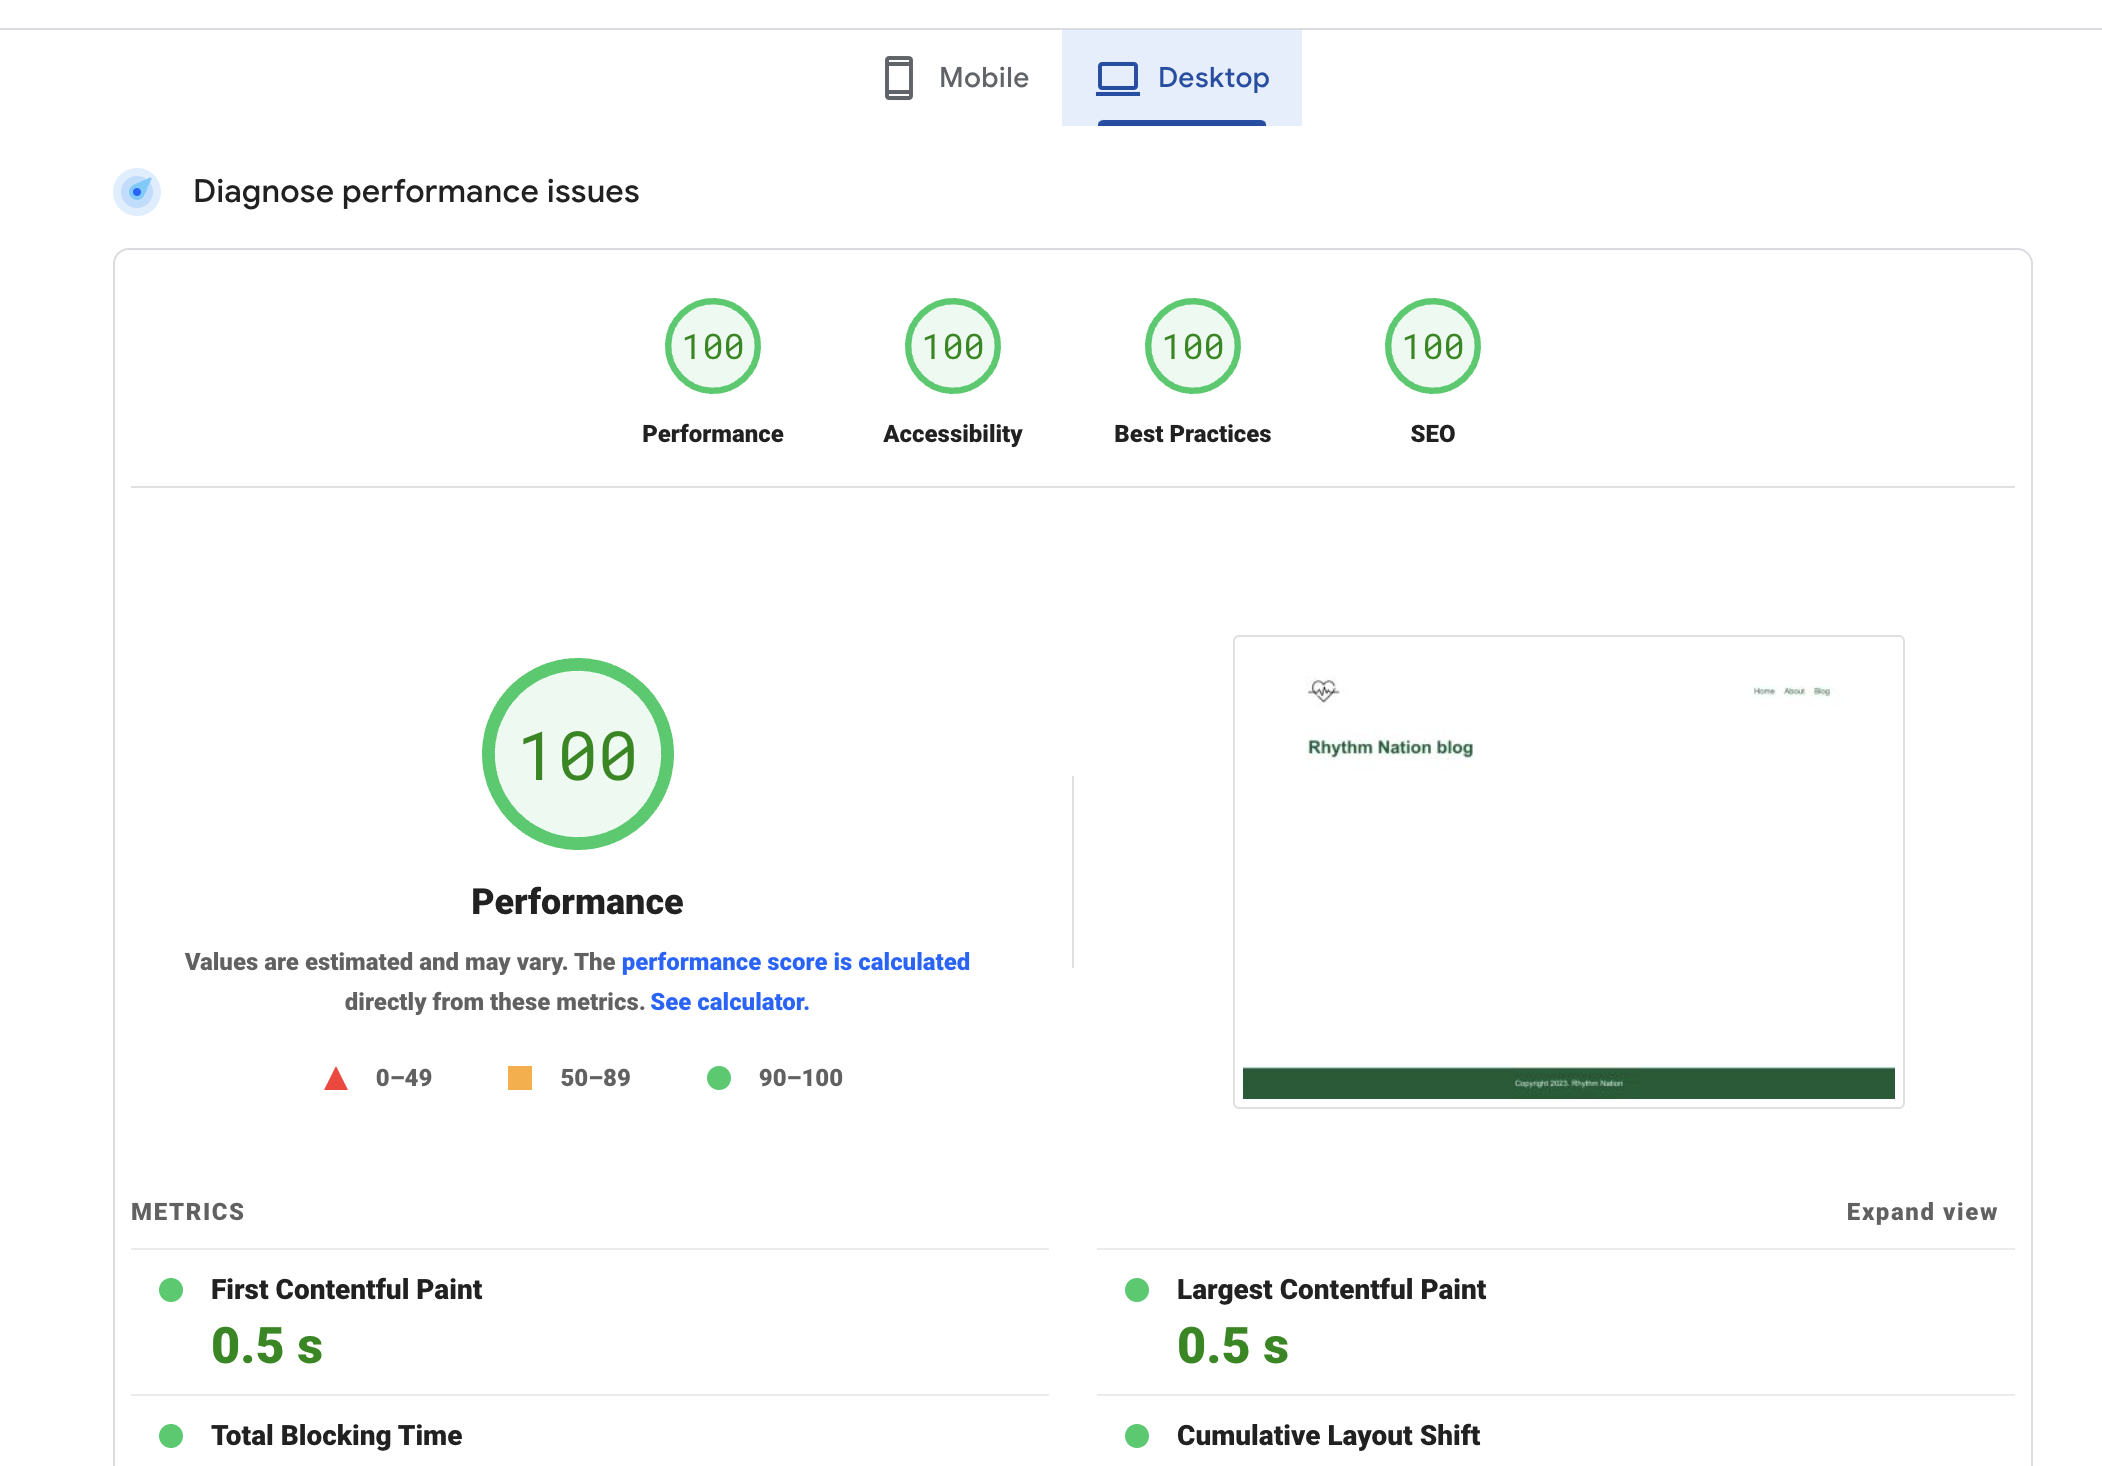 Mobile
Desktop
Diagnose performance issues
100
100
100
100
Performance
Accessibility
Best Practices
SEO
100
Performance
Values are estimated and may vary. The performance score is calculated
directly from these metrics. See calculator.
0–49
50–89
90–100
Home About Blog
Rhythm Nation blog
Copyright 2023. Rhythm Nation
METRICS
Expand view
First Contentful Paint
0.5 s
Largest Contentful Paint
0.5 s
Total Blocking Time
Cumulative Layout Shift